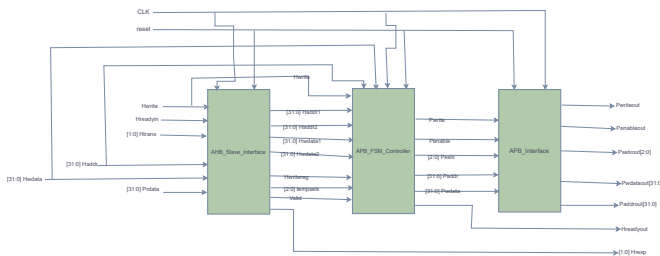 CLK
reset
Hwrite
Hwrite
Hreadyin
[1:0] Htrans
[31:0] Haddr
[31:0] Hwdata
[31:0] Prdata
AHB_Slave_Interface
[31:0] Haddr1
[31:0] Haddr2
[31:0] Hwdata1
[31:0] Hwdata2
Hwritereg
[2:0] tempselx
Valid
APB_FSM_Controller
Pwrite
Penable
[2:0] Pselx
[31:0] Paddr
[31:0] Pwdata
APB_Interface
Pwriteout
Penableout
Pselxout[2:0]
Pwdataout[31:0
Paddrout[31:0]
Hreadyout
[1:0] Hresp